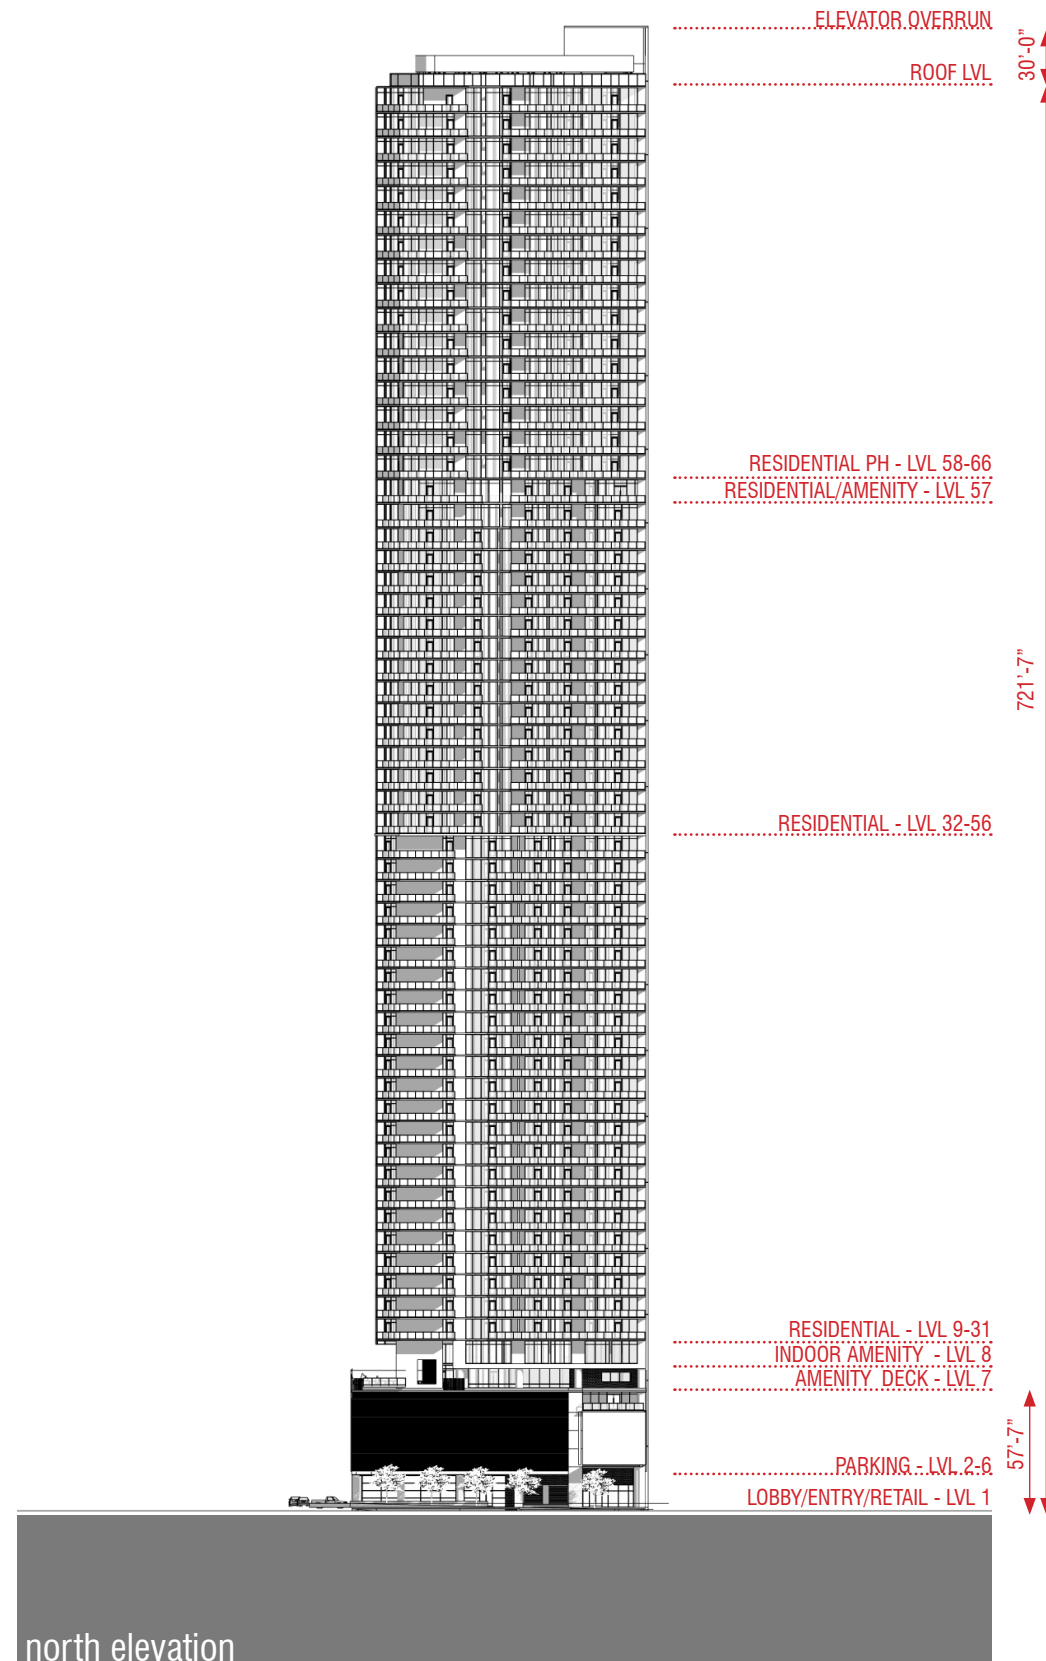 ELEVATOR OVERRUN
30'-0"
ROOF LVL
RESIDENTIAL PH - LVL 58-66
RESIDENTIAL/AMENITY - LVL 57
721'-7"
RESIDENTIAL - LVL 32-56
RESIDENTIAL - LVL 9-31
INDOOR AMENITY - LVL 8
AMENITY DECK - LVL 7
57'-7"
PARKING - LVL 2-6
LOBBY/ENTRY/RETAIL - LVL 1
north elevation